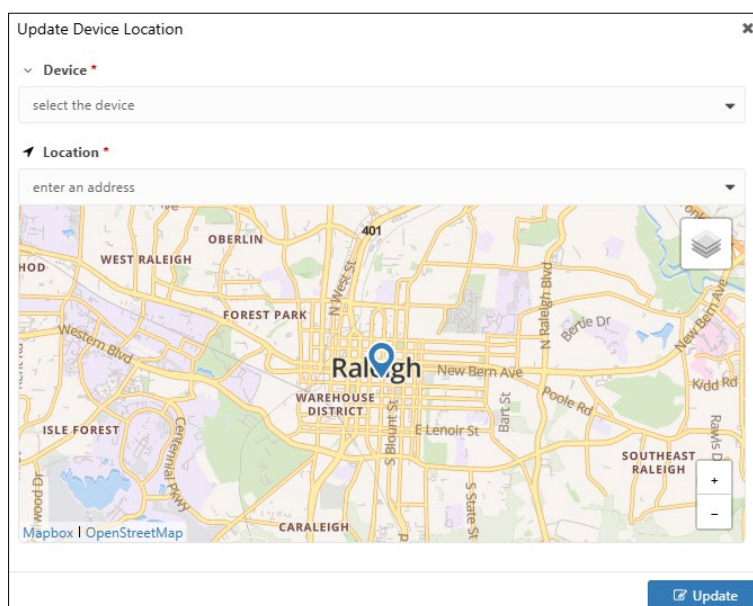 Update Device Location
Device *
select the device
Location *
enter an address
401
OBERLIN
WEST RALEIGH
HOD
N West St
N Raleigh Blvd
New Bern Ave
FOREST PARK
Bertie Dr
Western Blvd
Raleigh
New Bern Ave
Kidd Rd
WAREHOUSE
DISTRICT
Poole Rd
Bart St
S Blount St
E Lenoir St
ISLE FOREST
Centennial Pkwy
Rawls D
SOUTHEAST
RALEIGH
wood Dr
S State St
+
-
CARALEIGH
Mapbox | OpenStreetMap
Update